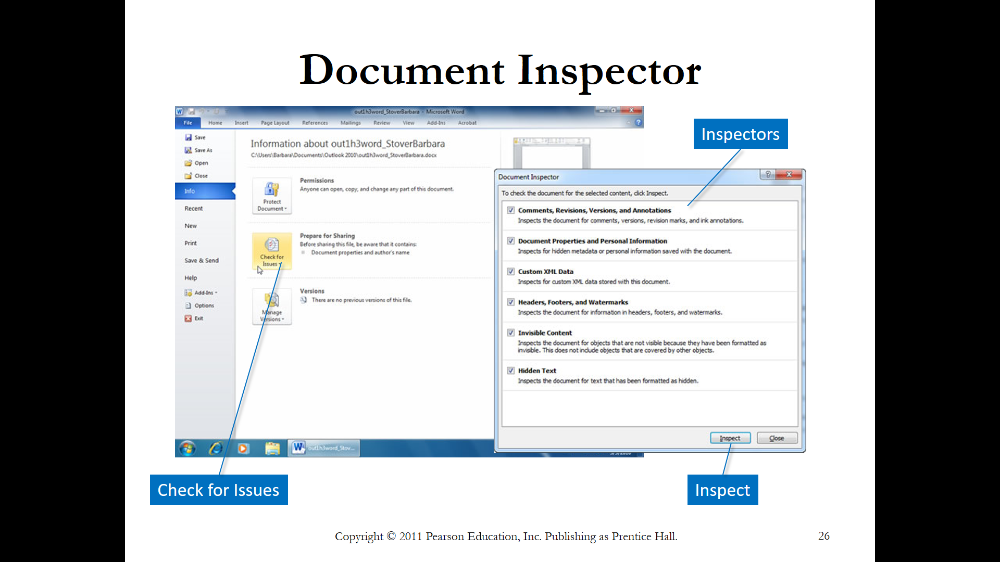 Document Inspector
out1h3word_StoverBarbara - Microsoft Word
File Home Insert Page Layout References Mailings Review View Add-Ins Acrobat
Save
Save As
Open
Close
Info
Recent
New
Print
Save & Send
Help
Add-Ins
Options
Exit
Information about out1h3word_StoverBarbara
C:\Users\Barbara\Documents\Outlook 2010\out1h3word_StoverBarbara.docx
Protect
Document
Permissions
Anyone can open, copy, and change any part of this document.
Check for
Issues
Prepare for Sharing
Before sharing this file, be aware that it contains:
Document properties and author's name
Manage
Versions
Versions
There are no previous versions of this file.
out1h3word_Stov...
Inspectors
Document Inspector
To check the document for the selected content, click Inspect.
Comments, Revisions, Versions, and Annotations
Inspects the document for comments, versions, revision marks, and ink annotations.
Document Properties and Personal Information
Inspects for hidden metadata or personal information saved with the document.
Custom XML Data
Inspects for custom XML data stored with this document.
Headers, Footers, and Watermarks
Inspects the document for information in headers, footers, and watermarks.
Invisible Content
Inspects the document for objects that are not visible because they have been formatted as
invisible. This does not include objects that are covered by other objects.
Hidden Text
Inspects the document for text that has been formatted as hidden.
Inspect Close
Check for Issues
Inspect
Copyright © 2011 Pearson Education, Inc. Publishing as Prentice Hall.
26